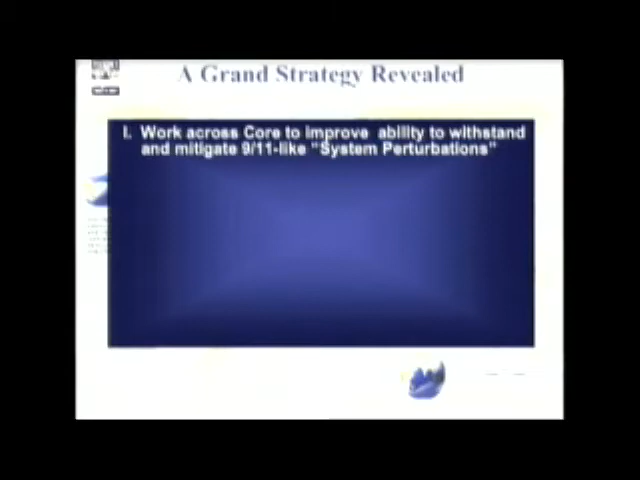 A Grand Strategy Revealed
I. Work across Core to improve ability to withstand
and mitigate 9/11-like "System Perturbations"